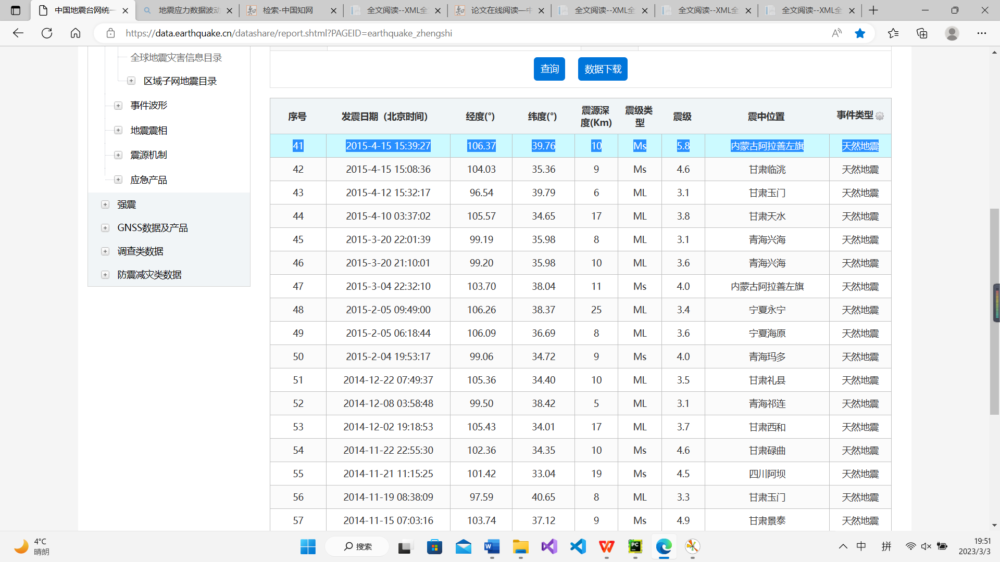 中国地震台网统一
地震应力数据波动
检索-中国知网
全文阅读--XML全
论文在线阅读—中
全文阅读--XML全
全文阅读--XML全
全文阅读--XML全
https://data.earthquake.cn/datashare/report.shtml?PAGEID=earthquake_zhengshi
全球地震灾害信息目录
区域子网地震目录
事件波形
地震震相
震源机制
应急产品
强震
GNSS数据及产品
调查类数据
防震减灾类数据
查询 数据下载
序号 发震日期（北京时间） 经度(°) 纬度(°) 震源深度(Km) 震级类型 震级 震中位置 事件类型
41 2015-4-15 15:39:27 106.37 39.76 10 Ms 5.8 内蒙古阿拉善左旗 天然地震
42 2015-4-15 15:08:36 104.03 35.36 9 Ms 4.6 甘肃临洮 天然地震
43 2015-4-12 15:32:17 96.54 39.79 6 ML 3.1 甘肃玉门 天然地震
44 2015-4-10 03:37:02 105.57 34.65 17 ML 3.8 甘肃天水 天然地震
45 2015-3-20 22:01:39 99.19 35.98 8 ML 3.1 青海兴海 天然地震
46 2015-3-20 21:10:01 99.20 35.98 10 ML 3.6 青海兴海 天然地震
47 2015-3-04 22:32:10 103.70 38.04 11 Ms 4.0 内蒙古阿拉善左旗 天然地震
48 2015-2-05 09:49:00 106.26 38.37 25 ML 3.4 宁夏永宁 天然地震
49 2015-2-05 06:18:44 106.09 36.69 8 ML 3.6 宁夏海原 天然地震
50 2015-2-04 19:53:17 99.06 34.72 9 Ms 4.0 青海玛多 天然地震
51 2014-12-22 07:49:37 105.36 34.40 10 ML 3.5 甘肃礼县 天然地震
52 2014-12-08 03:58:48 99.50 38.42 5 ML 3.1 青海祁连 天然地震
53 2014-12-02 19:18:53 105.43 34.01 17 ML 3.7 甘肃西和 天然地震
54 2014-11-22 22:55:30 102.36 34.35 10 Ms 4.6 甘肃碌曲 天然地震
55 2014-11-21 11:15:25 101.42 33.04 19 Ms 4.5 四川阿坝 天然地震
56 2014-11-19 08:38:09 97.59 40.65 8 ML 3.3 甘肃玉门 天然地震
57 2014-11-15 07:03:16 103.74 37.12 9 Ms 4.9 甘肃景泰 天然地震
4°C
晴朗
搜索
中 拼
19:51
2023/3/3